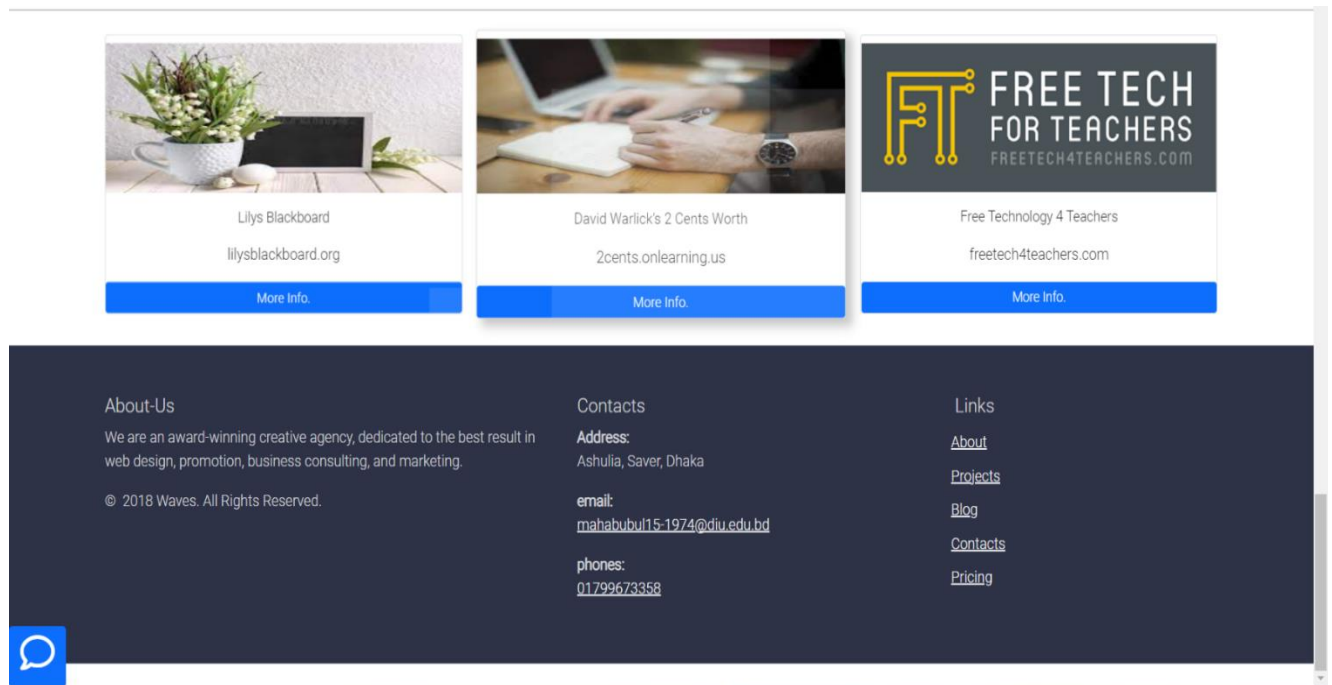 FT FREE TECH
FOR TEACHERS
FREETECH4TEACHERS.COM
Lilys Blackboard
lilysblackboard.org
More Info.
David Warlick's 2 Cents Worth
2cents.onlearning.us
More Info.
Free Technology 4 Teachers
freetech4teachers.com
More Info.
About-Us
We are an award-winning creative agency, dedicated to the best result in
web design, promotion, business consulting, and marketing.
© 2018 Waves. All Rights Reserved.
Contacts
Address:
Ashulia, Saver, Dhaka
email:
mahabubul15-1974@diu.edu.bd
phones:
01799673358
Links
About
Projects
Blog
Contacts
Pricing